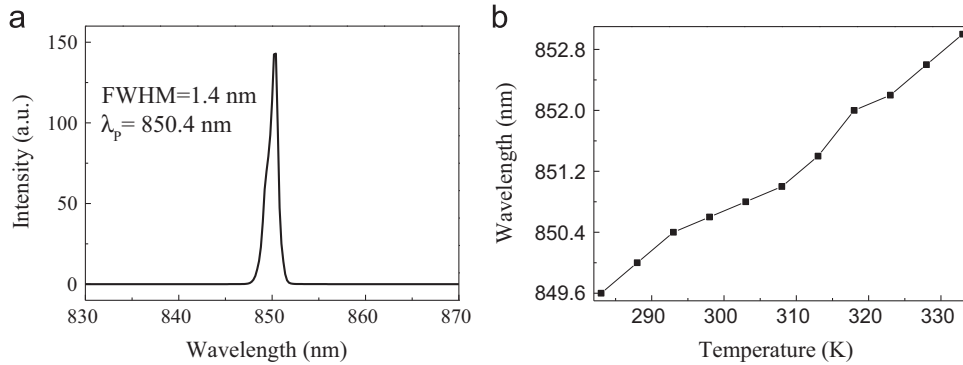 a
150
100
50
0
Intensity (a.u.)
FWHM=1.4 nm
λP= 850.4 nm
830 840 850 860 870
Wavelength (nm)
b
852.8
852.0
851.2
850.4
849.6
Wavelength (nm)
290 300 310 320 330
Temperature (K)